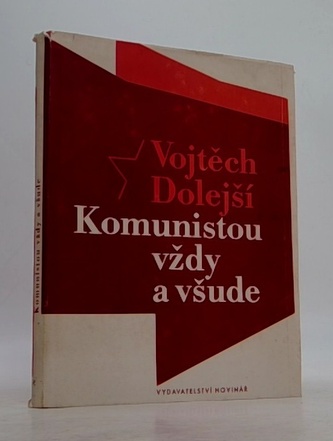 Vojtěch
Dolejší
Komunistou
vždy
a všude
VYDAVATELSTVÍ NOVINÁŘ
Komunistou vždy a všude